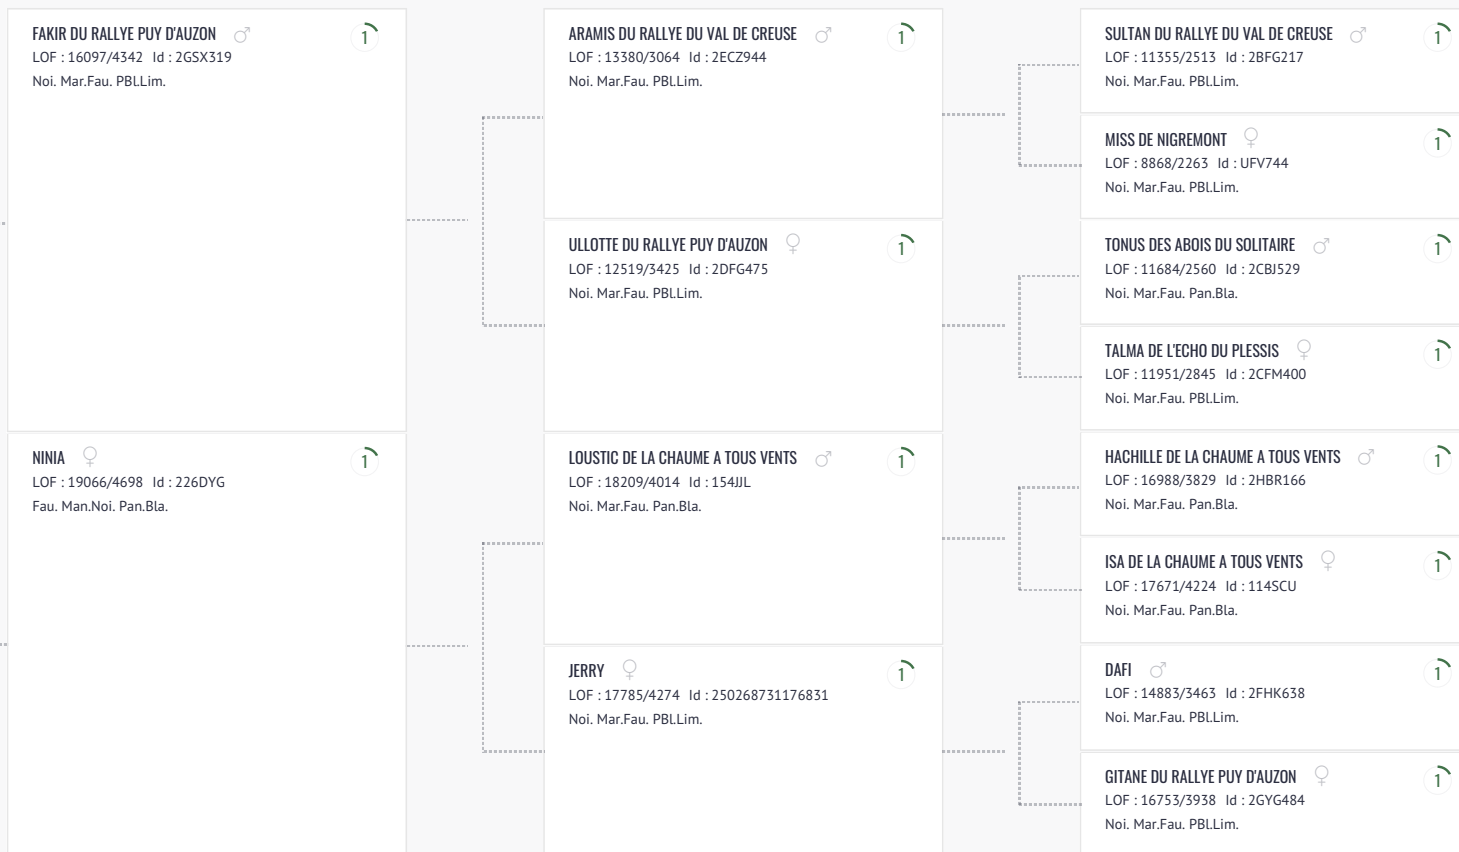 FAKIR DU RALLYE PUY D'AUZON
1
LOF : 16097/4342 Id : 2GSX319
Noi. Mar.Fau. PBl.Lim.
NINIA
1
LOF : 19066/4698 Id : 226DYG
Fau. Man.Noi. Pan.Bla.
ARAMIS DU RALLYE DU VAL DE CREUSE
1
LOF : 13380/3064 Id : 2ECZ944
Noi. Mar.Fau. PBl.Lim.
ULLOTTE DU RALLYE PUY D'AUZON
1
LOF : 12519/3425 Id : 2DFG475
Noi. Mar.Fau. PBl.Lim.
LOUSTIC DE LA CHAUME A TOUS VENTS
1
LOF : 18209/4014 Id : 154JJL
Noi. Mar.Fau. Pan.Bla.
JERRY
1
LOF : 17785/4274 Id : 250268731176831
Noi. Mar.Fau. PBl.Lim.
SULTAN DU RALLYE DU VAL DE CREUSE
1
LOF : 11355/2513 Id : 2BFG217
Noi. Mar.Fau. PBl.Lim.
MISS DE NIGREMONT
1
LOF : 8868/2263 Id : UFV744
Noi. Mar.Fau. PBl.Lim.
TONUS DES ABOIS DU SOLITAIRE
1
LOF : 11684/2560 Id : 2CBJ529
Noi. Mar.Fau. Pan.Bla.
TALMA DE L'ECHO DU PLESSIS
1
LOF : 11951/2845 Id : 2CFM400
Noi. Mar.Fau. PBl.Lim.
HACHILLE DE LA CHAUME A TOUS VENTS
1
LOF : 16988/3829 Id : 2HBR166
Noi. Mar.Fau. Pan.Bla.
ISA DE LA CHAUME A TOUS VENTS
1
LOF : 17671/4224 Id : 114SCU
Noi. Mar.Fau. Pan.Bla.
DAFI
1
LOF : 14883/3463 Id : 2FHK638
Noi. Mar.Fau. PBl.Lim.
GITANE DU RALLYE PUY D'AUZON
1
LOF : 16753/3938 Id : 2GYG484
Noi. Mar.Fau. PBl.Lim.